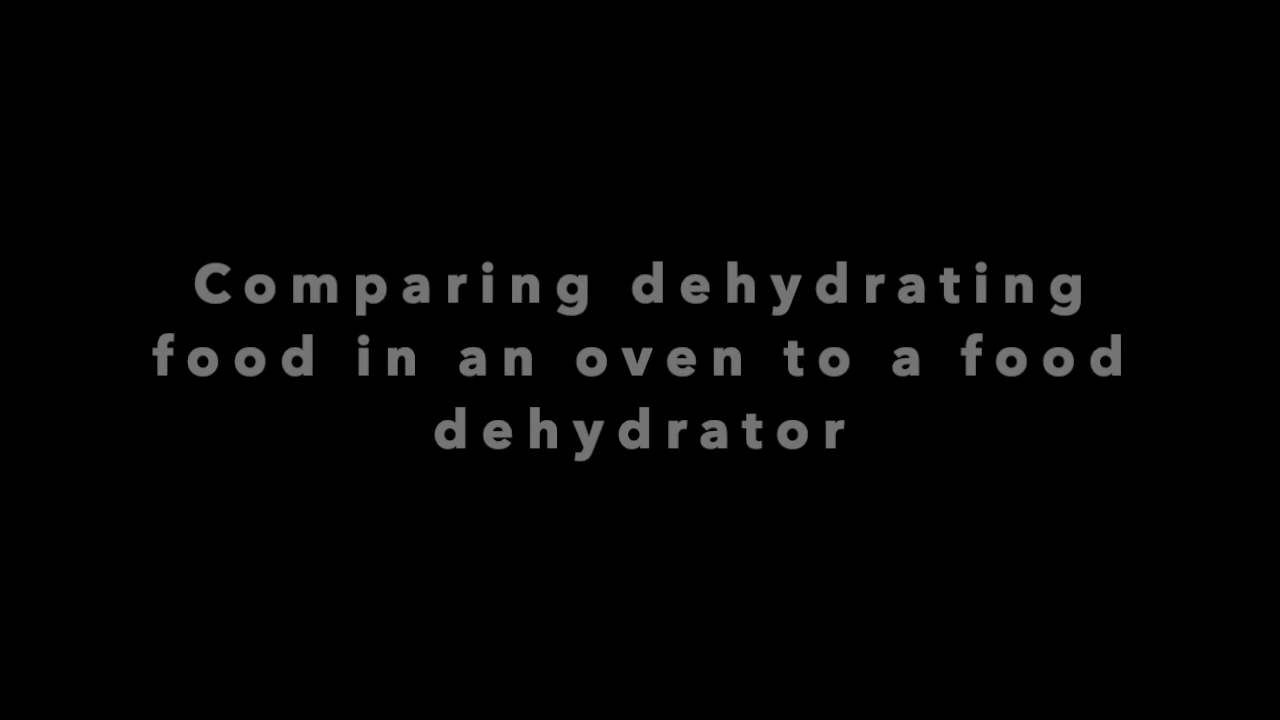 Comparing dehydrating
food in an oven to a food
dehydrator